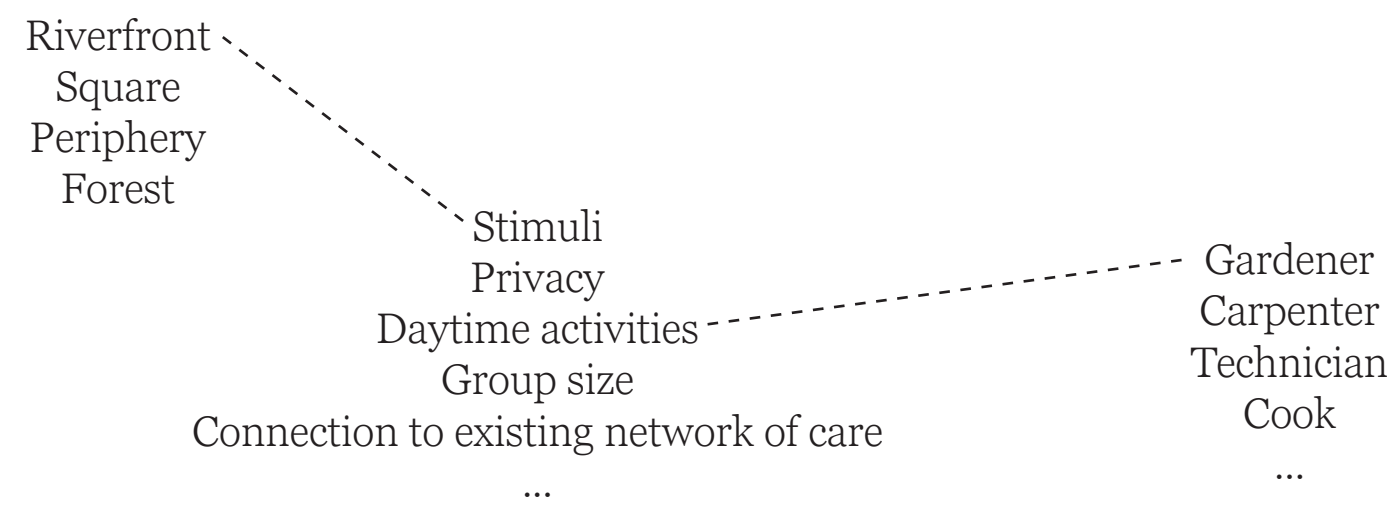 Riverfront
Square
Periphery
Forest
Stimuli
Privacy
Daytime activities
Group size
Connection to existing network of care
...
Gardener
Carpenter
Technician
Cook
...